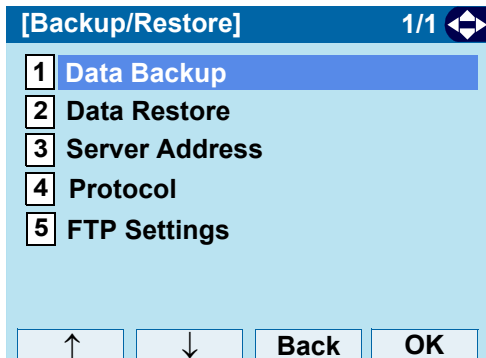 [Backup/Restore] 1/1
1 Data Backup
2 Data Restore
3 Server Address
4 Protocol
5 FTP Settings
↑ ↓ Back OK